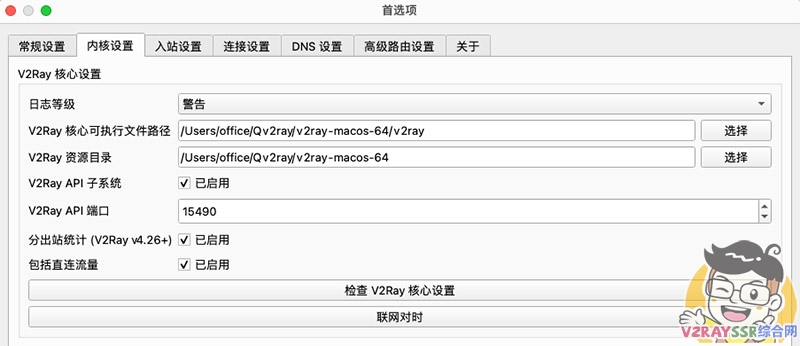 首选项
常规设置 内核设置 入站设置 连接设置 DNS 设置 高级路由设置 关于
V2Ray 核心设置
日志等级 警告
V2Ray 核心可执行文件路径 /Users/office/Qv2ray/v2ray-macos-64/v2ray 选择
V2Ray 资源目录 /Users/office/Qv2ray/v2ray-macos-64 选择
V2Ray API 子系统 已启用
V2Ray API 端口 15490
分出站统计 (V2Ray v4.26+) 已启用
包括直连流量 已启用
检查 V2Ray 核心设置
联网对时
V2RAYSSR综合网